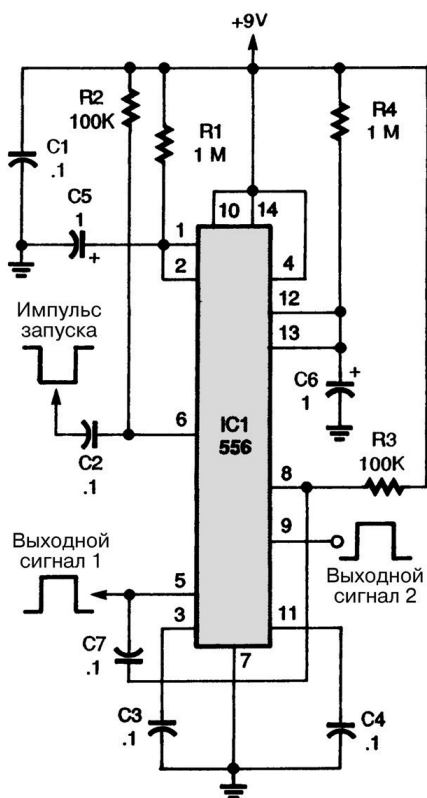 +9V
R2
100K
R1
1 M
R4
1 M
C1
.1
C5
1
+
10
14
1
2
4
12
13
Импульс
запуска
C6
1
+
IC1
556
6
C2
.1
8
R3
100K
9
Выходной
сигнал 1
Выходной
сигнал 2
5
3
11
7
C7
.1
C3
.1
C4
.1